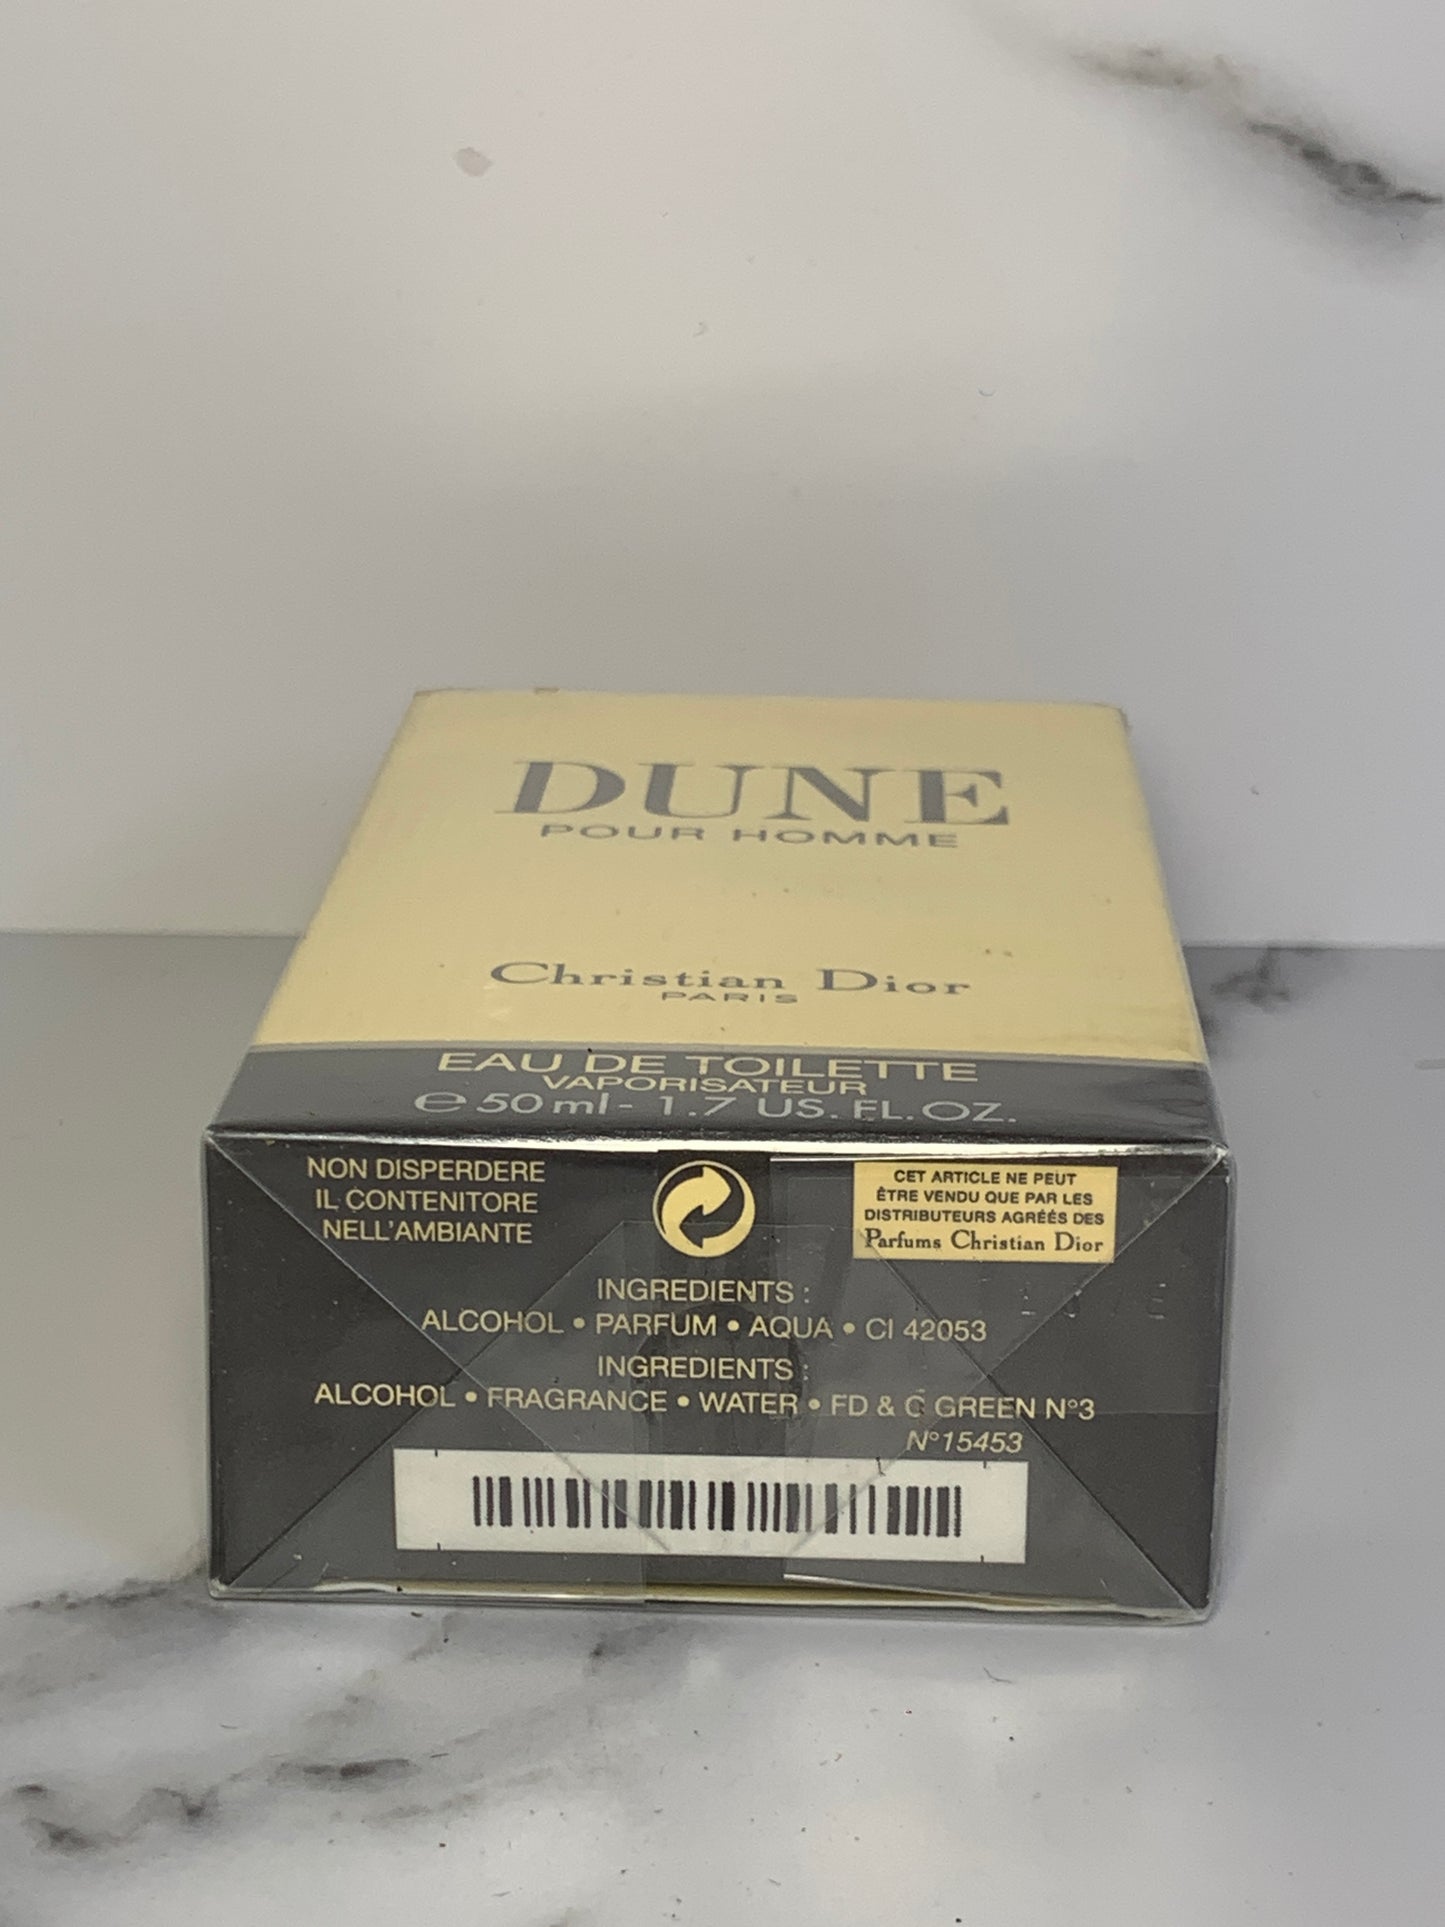 DUNE
POUR HOMME
Christian Dior
PARIS
EAU DE TOILETTE
VAPORISATEUR
℮ 50 ml - 1.7 US. FL. OZ.
NON DISPERDERE
IL CONTENITORE
NELL'AMBIANTE
CET ARTICLE NE PEUT
ÊTRE VENDU QUE PAR LES
DISTRIBUTEURS AGRÉÉS DES
Parfums Christian Dior
INGREDIENTS :
ALCOHOL • PARFUM • AQUA • CI 42053
INGREDIENTS :
ALCOHOL • FRAGRANCE • WATER • FD & C GREEN N°3
N°15453